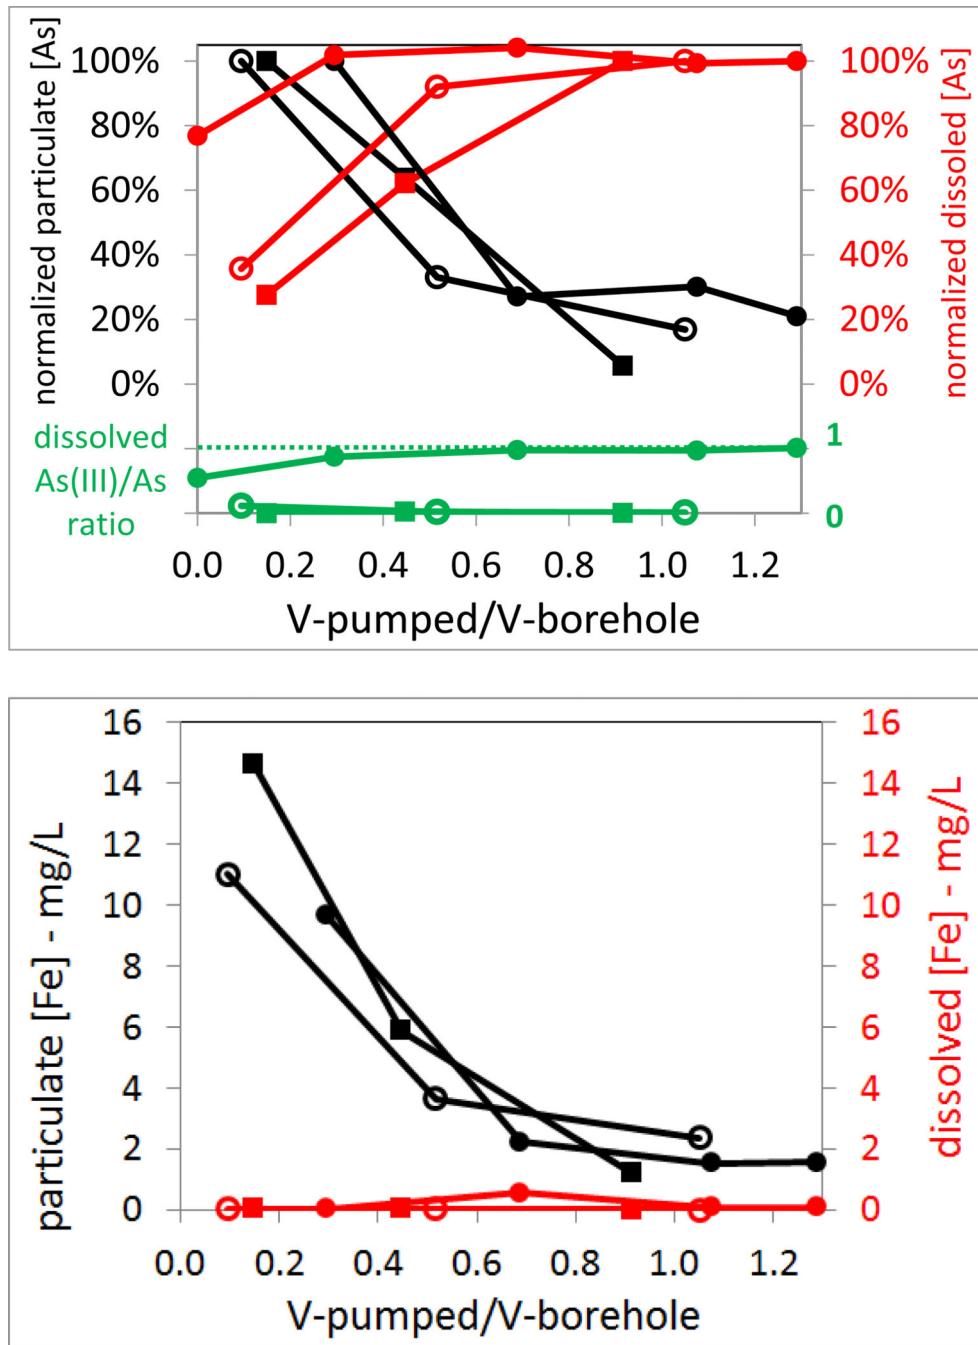 normalized particulate [As]
100%
80%
60%
40%
20%
0%
100%
80%
60%
40%
20%
0%
normalized dissoled [As]
dissolved
As(III)/As
ratio
1
0
0.0 0.2 0.4 0.6 0.8 1.0 1.2
V-pumped/V-borehole
particulate [Fe] - mg/L
16
14
12
10
8
6
4
2
0
16
14
12
10
8
6
4
2
0
dissolved [Fe] - mg/L
0.0 0.2 0.4 0.6 0.8 1.0 1.2
V-pumped/V-borehole